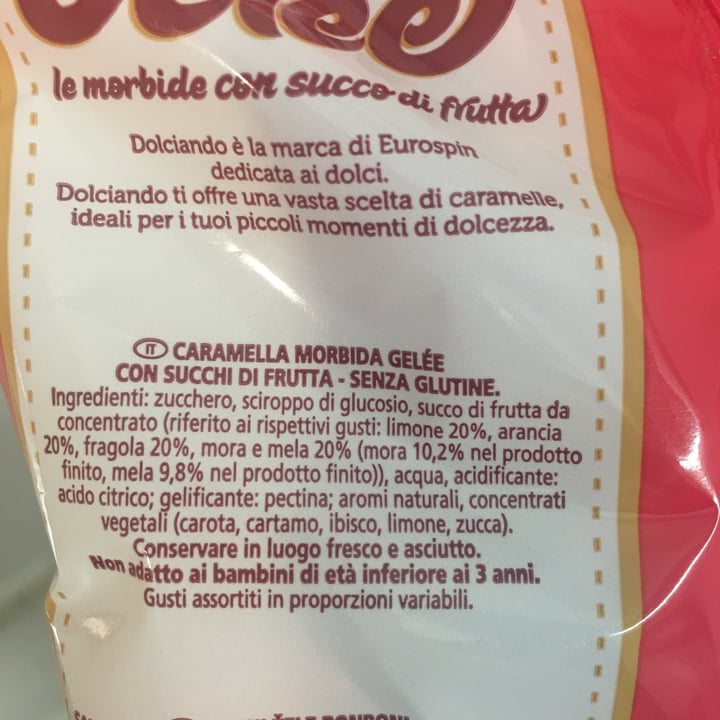 le morbide con succo di frutta
Dolciando è la marca di Eurospin
dedicata ai dolci.
Dolciando ti offre una vasta scelta di caramelle,
ideali per i tuoi piccoli momenti di dolcezza.
IT CARAMELLA MORBIDA GELÉE
CON SUCCHI DI FRUTTA - SENZA GLUTINE.
Ingredienti: zucchero, sciroppo di glucosio, succo di frutta da
concentrato (riferito ai rispettivi gusti: limone 20%, arancia
20%, fragola 20%, mora e mela 20% (mora 10,2% nel prodotto
finito, mela 9,8% nel prodotto finito)), acqua, acidificante:
acido citrico; gelificante: pectina; aromi naturali, concentrati
vegetali (carota, cartamo, ibisco, limone, zucca).
Conservare in luogo fresco e asciutto.
Non adatto ai bambini di età inferiore ai 3 anni.
Gusti assortiti in proporzioni variabili.